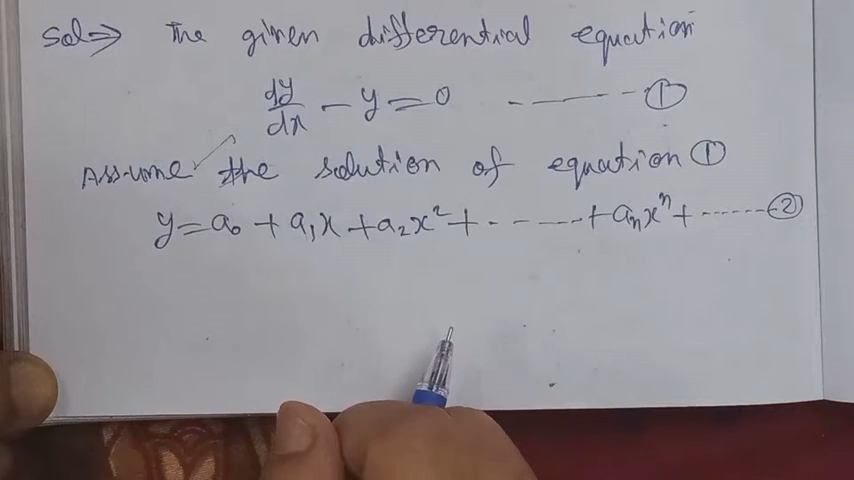 Sol⇒ The given differential equation
dy/dx − y = 0 -------- ①
Assume the solution of equation ①
y = a₀ + a₁x + a₂x² + ------- + aₙxⁿ + ------ ②